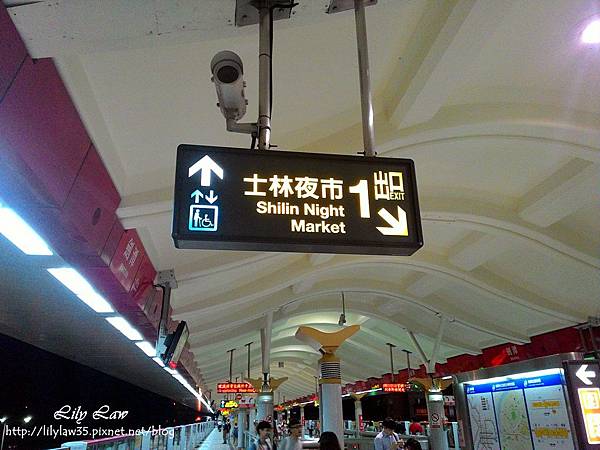 士林夜市
Shilin Night
Market
1
出口
EXIT
Lily Law
http://lilylaw35.pixnet.net/blog